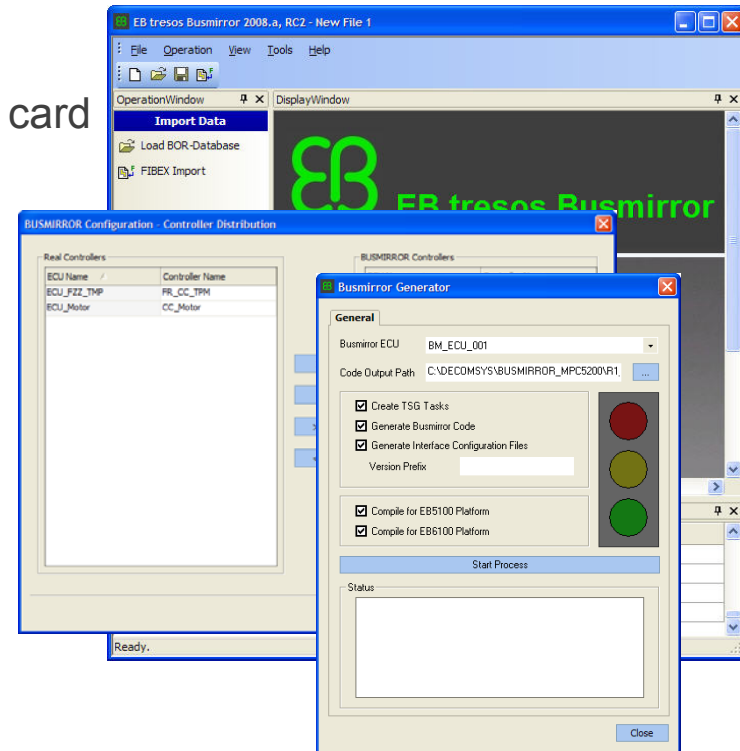 EB tresos Busmirror 2008.a, RC2 - New File 1
File Operation View Tools Help
card
OperationWindow
DisplayWindow
Import Data
Load BOR-Database
FIBEX Import
EB tresos Busmirror
BUSMIRROR Configuration - Controller Distribution
Real Controllers
ECU Name Controller Name
ECU_FZZ_TMP FR_CC_TPM
ECU_Motor CC_Motor
BUSMIRROR Controllers
Busmirror Generator
General
Busmirror ECU BM_ECU_001
Code Output Path C:\DECOMSYS\BUSMIRROR_MPC5200\R1
...
Create TSG Tasks
Generate Busmirror Code
Generate Interface Configuration Files
Version Prefix
Compile for EB5100 Platform
Compile for EB6100 Platform
Start Process
Status
Close
Ready.